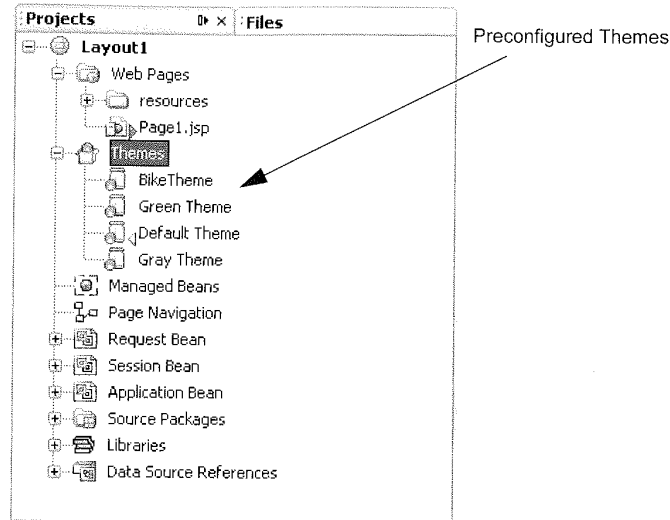 Projects
Files
Preconfigured Themes
Layout1
Web Pages
resources
Page1.jsp
Themes
BikeTheme
Green Theme
Default Theme
Gray Theme
Managed Beans
Page Navigation
Request Bean
Session Bean
Application Bean
Source Packages
Libraries
Data Source References